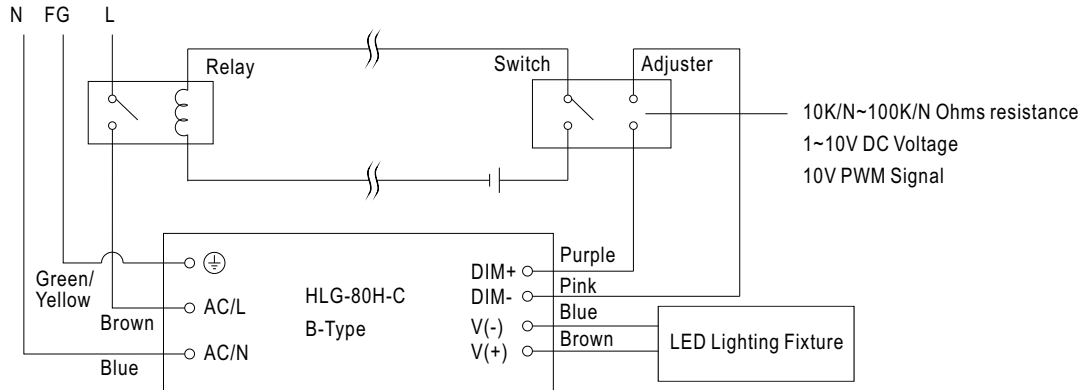 N FG L
Relay
Switch
Adjuster
10K/N~100K/N Ohms resistance
1~10V DC Voltage
10V PWM Signal
Green/
Yellow
Brown
Blue
AC/L
AC/N
HLG-80H-C
B-Type
DIM+
DIM-
V(-)
V(+)
Purple
Pink
Blue
Brown
LED Lighting Fixture